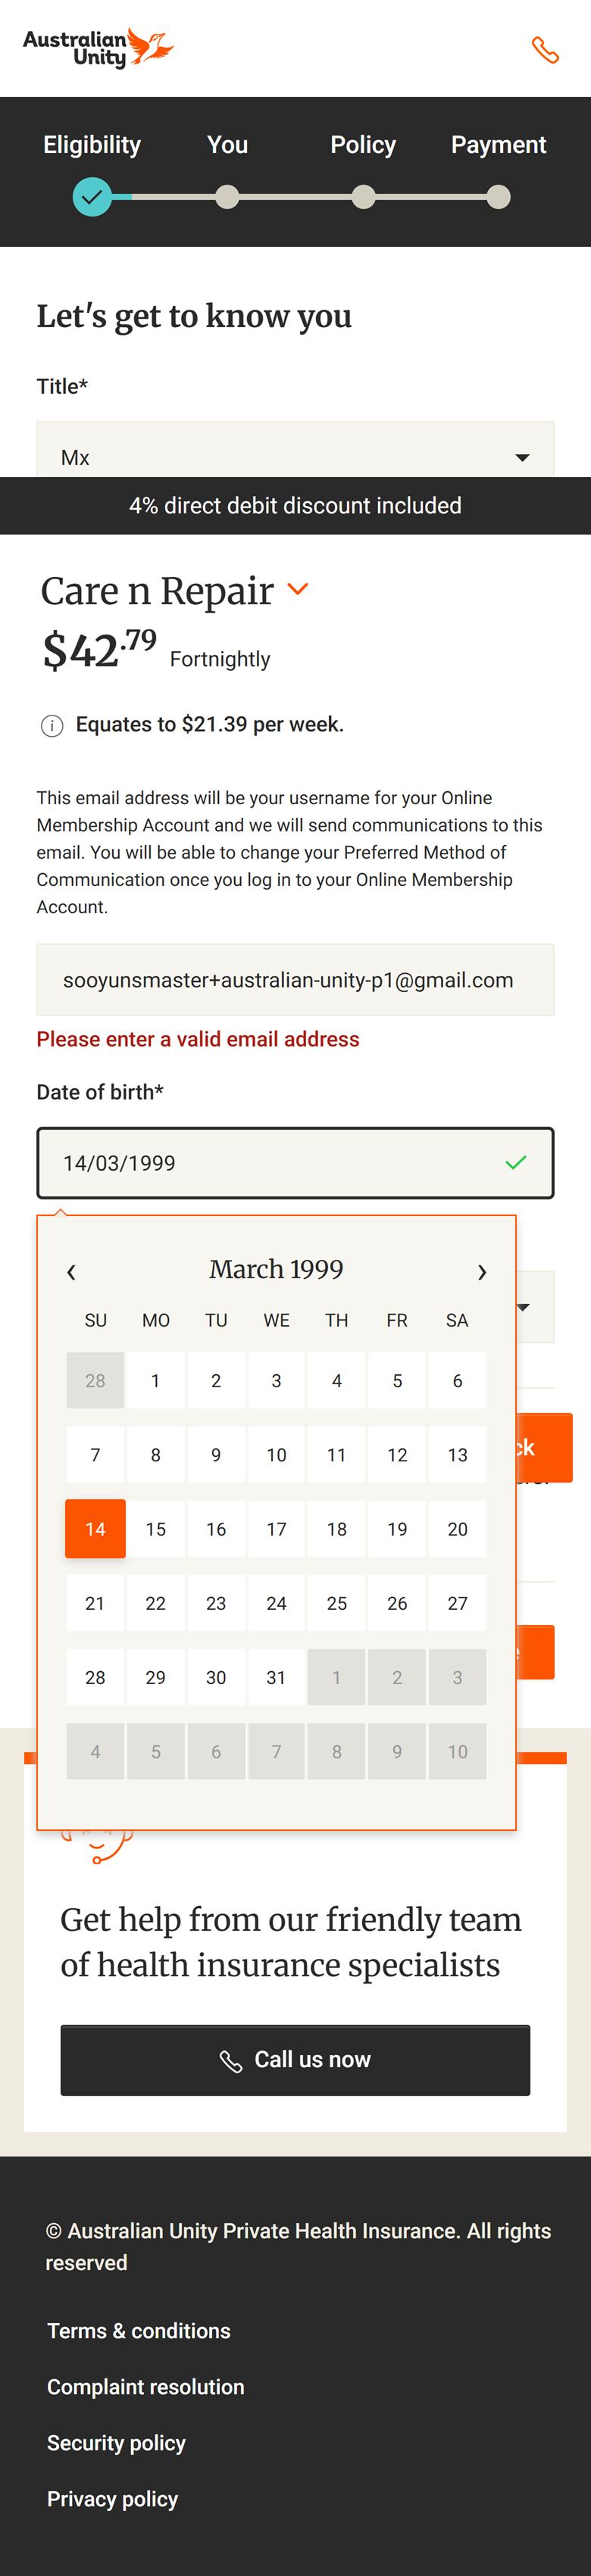 Australian
Unity
Eligibility You Policy Payment
Let's get to know you
Title*
Mx
4% direct debit discount included
Care n Repair
$42.79 Fortnightly
Equates to $21.39 per week.
This email address will be your username for your Online
Membership Account and we will send communications to this
email. You will be able to change your Preferred Method of
Communication once you log in to your Online Membership
Account.
sooyunsmaster+australian-unity-p1@gmail.com
Please enter a valid email address
Date of birth*
14/03/1999
‹ March 1999 ›
SU MO TU WE TH FR SA
28 1 2 3 4 5 6
7 8 9 10 11 12 13
14 15 16 17 18 19 20
21 22 23 24 25 26 27
28 29 30 31 1 2 3
4 5 6 7 8 9 10
Get help from our friendly team
of health insurance specialists
Call us now
© Australian Unity Private Health Insurance. All rights
reserved
Terms & conditions
Complaint resolution
Security policy
Privacy policy